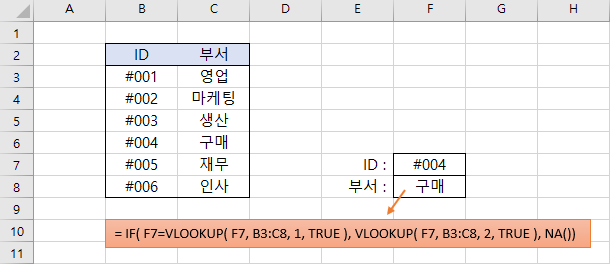 A B C D E F G H
1
2 ID 부서
3 #001 영업
4 #002 마케팅
5 #003 생산
6 #004 구매
7 #005 재무 ID : #004
8 #006 인사 부서 : 구매
9
10 = IF( F7=VLOOKUP( F7, B3:C8, 1, TRUE ), VLOOKUP( F7, B3:C8, 2, TRUE ), NA())
11